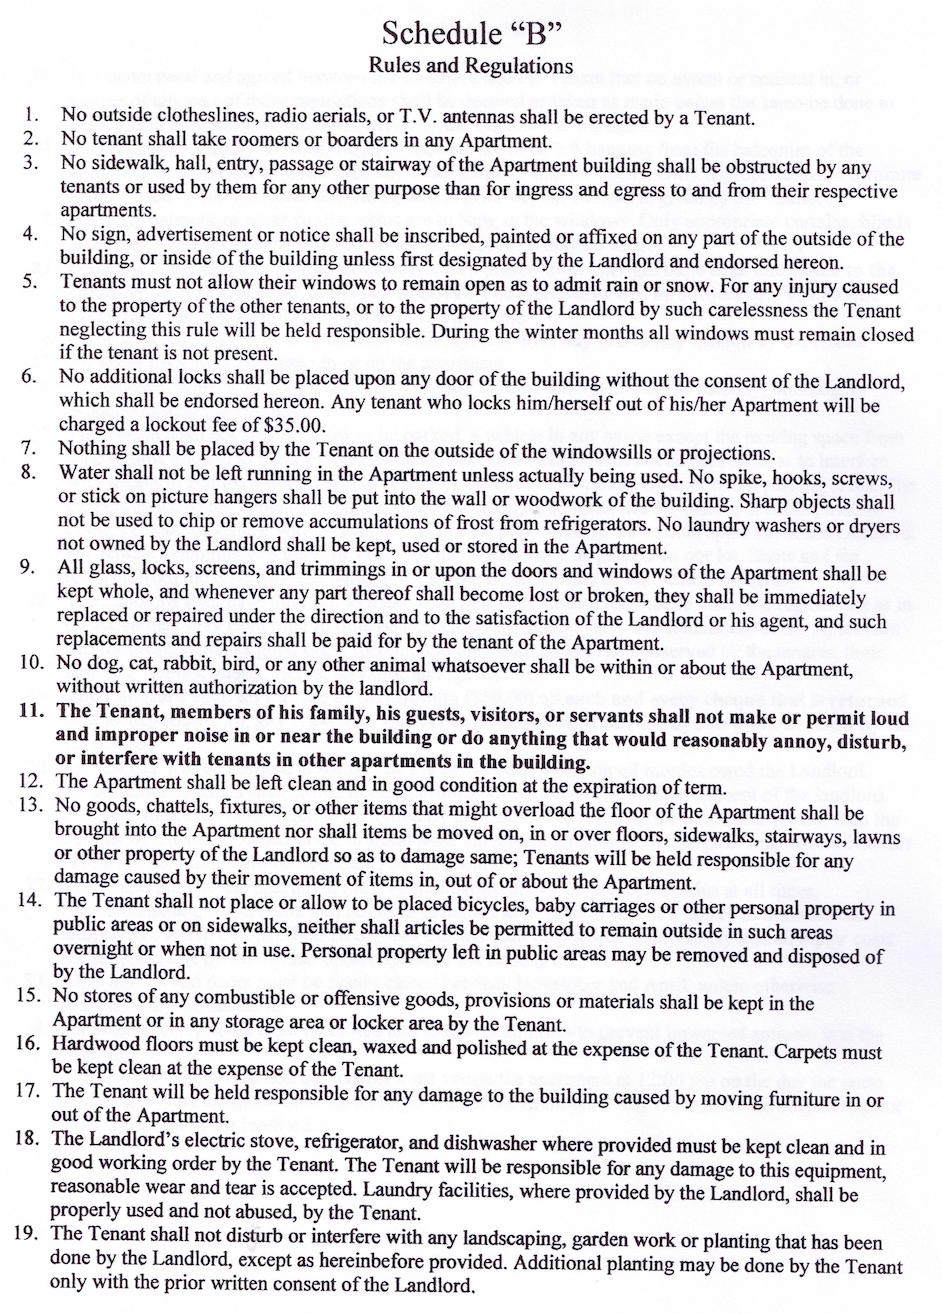 Schedule “B”
Rules and Regulations
1. No outside clotheslines, radio aerials, or T.V. antennas shall be erected by a Tenant.
2. No tenant shall take roomers or boarders in any Apartment.
3. No sidewalk, hall, entry, passage or stairway of the Apartment building shall be obstructed by any
tenants or used by them for any other purpose than for ingress and egress to and from their respective
apartments.
4. No sign, advertisement or notice shall be inscribed, painted or affixed on any part of the outside of the
building, or inside of the building unless first designated by the Landlord and endorsed hereon.
5. Tenants must not allow their windows to remain open as to admit rain or snow. For any injury caused
to the property of the other tenants, or to the property of the Landlord by such carelessness the Tenant
neglecting this rule will be held responsible. During the winter months all windows must remain closed
if the tenant is not present.
6. No additional locks shall be placed upon any door of the building without the consent of the Landlord,
which shall be endorsed hereon. Any tenant who locks him/herself out of his/her Apartment will be
charged a lockout fee of $35.00.
7. Nothing shall be placed by the Tenant on the outside of the windowsills or projections.
8. Water shall not be left running in the Apartment unless actually being used. No spike, hooks, screws,
or stick on picture hangers shall be put into the wall or woodwork of the building. Sharp objects shall
not be used to chip or remove accumulations of frost from refrigerators. No laundry washers or dryers
not owned by the Landlord shall be kept, used or stored in the Apartment.
9. All glass, locks, screens, and trimmings in or upon the doors and windows of the Apartment shall be
kept whole, and whenever any part thereof shall become lost or broken, they shall be immediately
replaced or repaired under the direction and to the satisfaction of the Landlord or his agent, and such
replacements and repairs shall be paid for by the tenant of the Apartment.
10. No dog, cat, rabbit, bird, or any other animal whatsoever shall be within or about the Apartment,
without written authorization by the landlord.
11. The Tenant, members of his family, his guests, visitors, or servants shall not make or permit loud
and improper noise in or near the building or do anything that would reasonably annoy, disturb,
or interfere with tenants in other apartments in the building.
12. The Apartment shall be left clean and in good condition at the expiration of term.
13. No goods, chattels, fixtures, or other items that might overload the floor of the Apartment shall be
brought into the Apartment nor shall items be moved on, in or over floors, sidewalks, stairways, lawns
or other property of the Landlord so as to damage same; Tenants will be held responsible for any
damage caused by their movement of items in, out of or about the Apartment.
14. The Tenant shall not place or allow to be placed bicycles, baby carriages or other personal property in
public areas or on sidewalks, neither shall articles be permitted to remain outside in such areas
overnight or when not in use. Personal property left in public areas may be removed and disposed of
by the Landlord.
15. No stores of any combustible or offensive goods, provisions or materials shall be kept in the
Apartment or in any storage area or locker area by the Tenant.
16. Hardwood floors must be kept clean, waxed and polished at the expense of the Tenant. Carpets must
be kept clean at the expense of the Tenant.
17. The Tenant will be held responsible for any damage to the building caused by moving furniture in or
out of the Apartment.
18. The Landlord’s electric stove, refrigerator, and dishwasher where provided must be kept clean and in
good working order by the Tenant. The Tenant will be responsible for any damage to this equipment,
reasonable wear and tear is accepted. Laundry facilities, where provided by the Landlord, shall be
properly used and not abused, by the Tenant.
19. The Tenant shall not disturb or interfere with any landscaping, garden work or planting that has been
done by the Landlord, except as hereinbefore provided. Additional planting may be done by the Tenant
only with the prior written consent of the Landlord.